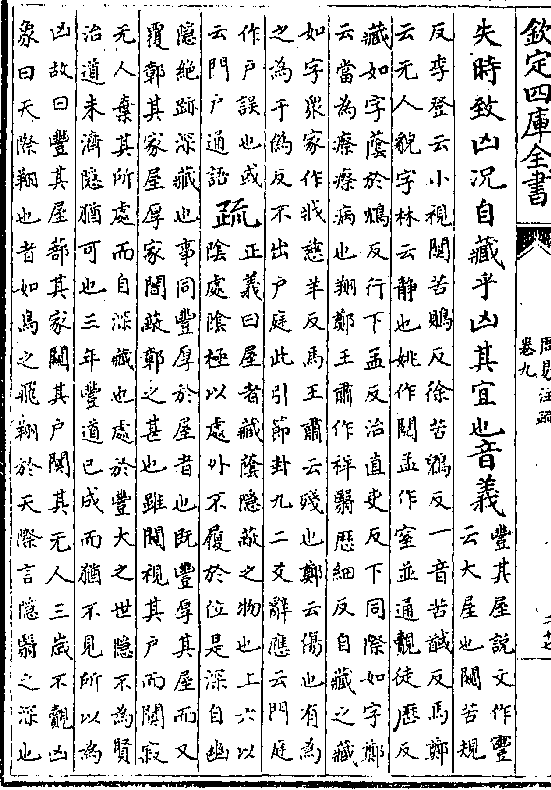 欽定四庫全書
周易注疏
卷九
失時致凶况自藏乎凶其宜也音義
豐其屋說文作寷
云大屋也闚苦規
反李登云小視闃苦鶪反徐苦鶪反一音苦馘反馬鄭
云无人貌字林云静也姚作閱孟作窒並通覿徒歴反
藏如字蔭於鴆反行下孟反治直吏反下同際如字鄭
云當為瘵瘵病也翔鄭王肅作祥翳歴細反自藏之藏
如字衆家作戕慈羊反馬王肅云殘也鄭云傷也有為
之為于偽反不出户庭此引節卦九二爻辭應云門庭
作户誤也或
云門户通語
疏
正義曰屋者藏蔭隱蔽之物也上六以
陰處陰極以處外不履於位是深自幽
隱絶跡深藏也事同豐厚於屋者也既豐厚其屋而又
覆鄣其家屋厚家闇蔀鄣之甚也雖闚視其户而闃寂
无人棄其所處而自深藏也處於豐大之世隱不為賢
治道未濟隱猶可也三年豐道已成而猶不見所以為
凶故曰豐其屋蔀其家闚其户闃其无人三歲不覿凶
象曰天際翔也者如鳥之飛翔於天際言隱翳之深也